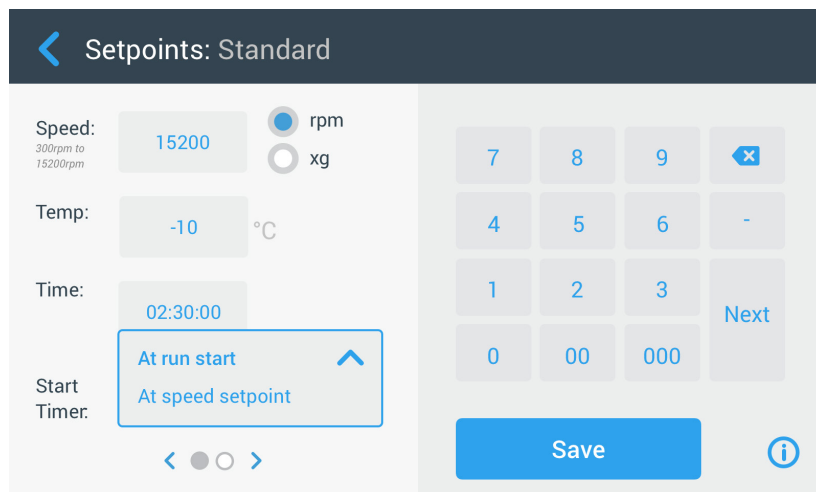 Setpoints: Standard
Speed:
300rpm to
15200rpm
15200
rpm
xg
Temp:
-10
°C
Time:
02:30:00
Start
Timer:
At run start
At speed setpoint
7 8 9
4 5 6 -
1 2 3
Next
0 00 000
Save